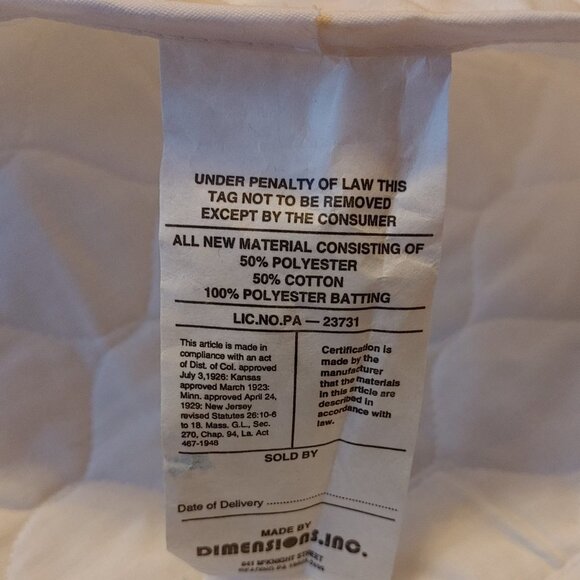 UNDER PENALTY OF LAW THIS
TAG NOT TO BE REMOVED
EXCEPT BY THE CONSUMER
ALL NEW MATERIAL CONSISTING OF
50% POLYESTER
50% COTTON
100% POLYESTER BATTING
LIC.NO.PA — 23731
This article is made in
compliance with an act
of Dist. of Col. approved
July 3,1926: Kansas
approved March 1923:
Minn. approved April 24,
1929: New Jersey
revised Statutes 26:10-6
to 18. Mass. G.L., Sec.
270, Chap. 94, La. Act
467-1948
Certification is
made by the
manufacturer
that the materials
in this article are
described in
accordance with
law.
SOLD BY
Date of Delivery
MADE BY
DIMENSIONS,INC.
641 McKNIGHT STREET
READING PA